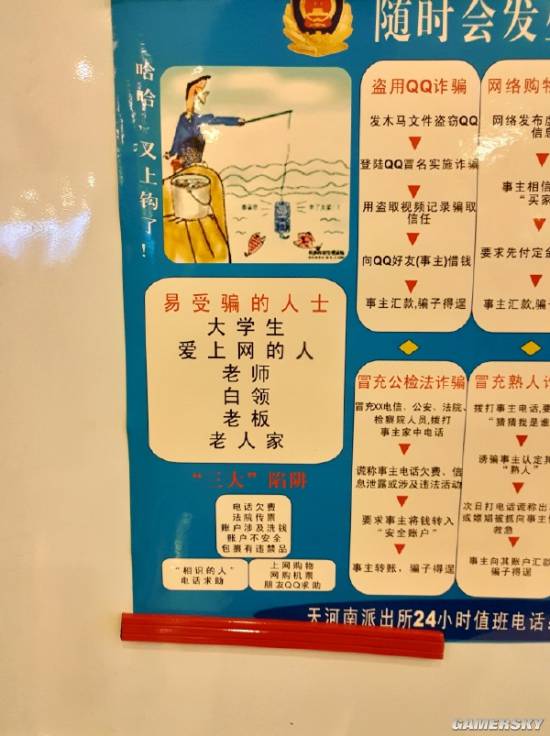 随时会发生
哈哈，又上钩了！
盗用QQ诈骗
发木马文件盗窃QQ
登陆QQ冒名实施诈骗
用盗取视频记录骗取
信任
向QQ好友(事主)借钱
事主汇款,骗子得逞
网络购物
网络发布虚
信息
事主相信
“买家
要求先付定金
事主汇款,骗
易受骗的人士
大学生
爱上网的人
老师
白领
老板
老人家
“三大”陷阱
电话欠费
法院传票
账户涉及洗钱
账户不安全
包裹有违禁品
“相识的人”
电话求助
上网购物
网购机票
朋友QQ求助
冒充公检法诈骗
冒充XX电信、公安、法院、
检察院人员,拨打
事主家中电话
谎称事主电话欠费、信
息泄露或涉及违法活动
要求事主将钱转入
“安全账户”
事主转账，骗子得逞
冒充熟人诈
拨打事主电话,要
“猜猜我是谁
诱骗事主认定其
“熟人”
次日打电话谎称出
或嫖娼被抓向事
救急
事主向其账户汇款
骗子得逞
天河南派出所24小时值班电话
GAMERSKY